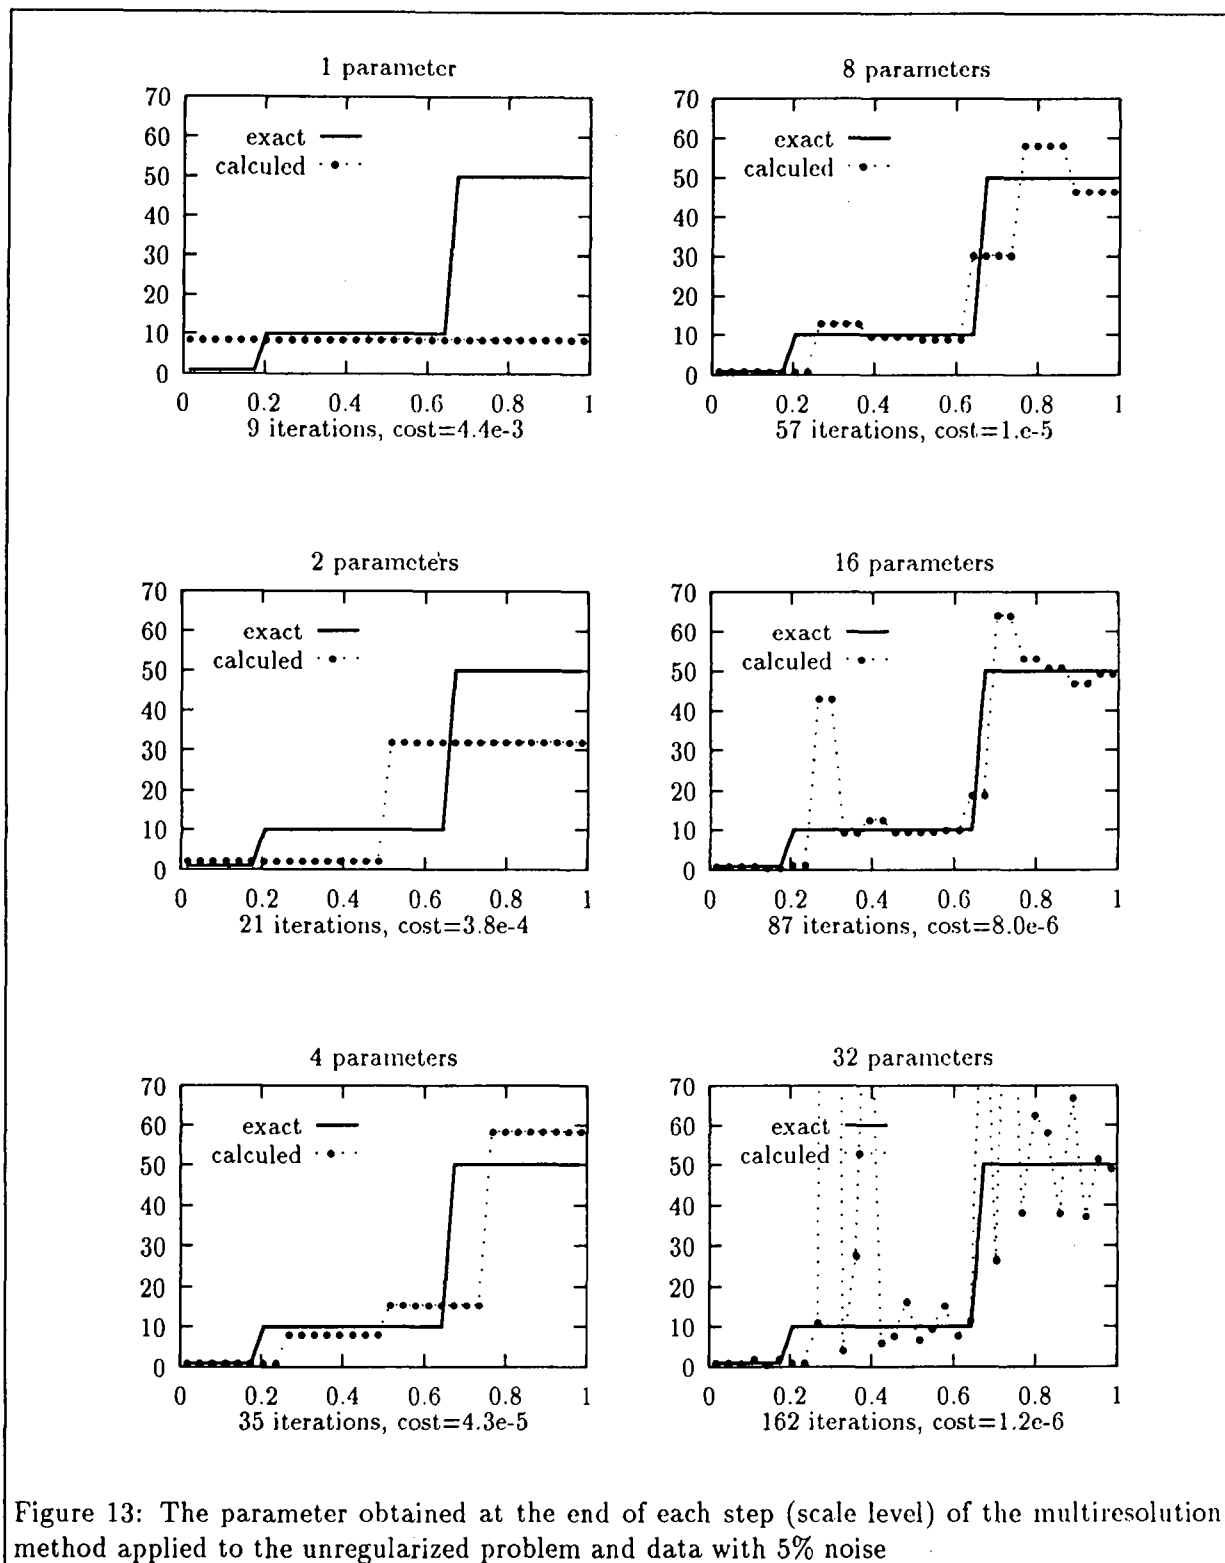 1 parameter
70
60
50
40
30
20
10
0
exact
calculed
0 0.2 0.4 0.6 0.8 1
9 iterations, cost=4.4e-3
8 parameters
70
60
50
40
30
20
10
0
exact
calculed
0 0.2 0.4 0.6 0.8 1
57 iterations, cost=1.e-5
2 parameters
70
60
50
40
30
20
10
0
exact
calculed
0 0.2 0.4 0.6 0.8 1
21 iterations, cost=3.8e-4
16 parameters
70
60
50
40
30
20
10
0
exact
calculed
0 0.2 0.4 0.6 0.8 1
87 iterations, cost=8.0e-6
4 parameters
70
60
50
40
30
20
10
0
exact
calculed
0 0.2 0.4 0.6 0.8 1
35 iterations, cost=4.3e-5
32 parameters
70
60
50
40
30
20
10
0
exact
calculed
0 0.2 0.4 0.6 0.8 1
162 iterations, cost=1.2e-6
Figure 13: The parameter obtained at the end of each step (scale level) of the multiresolution
method applied to the unregularized problem and data with 5% noise